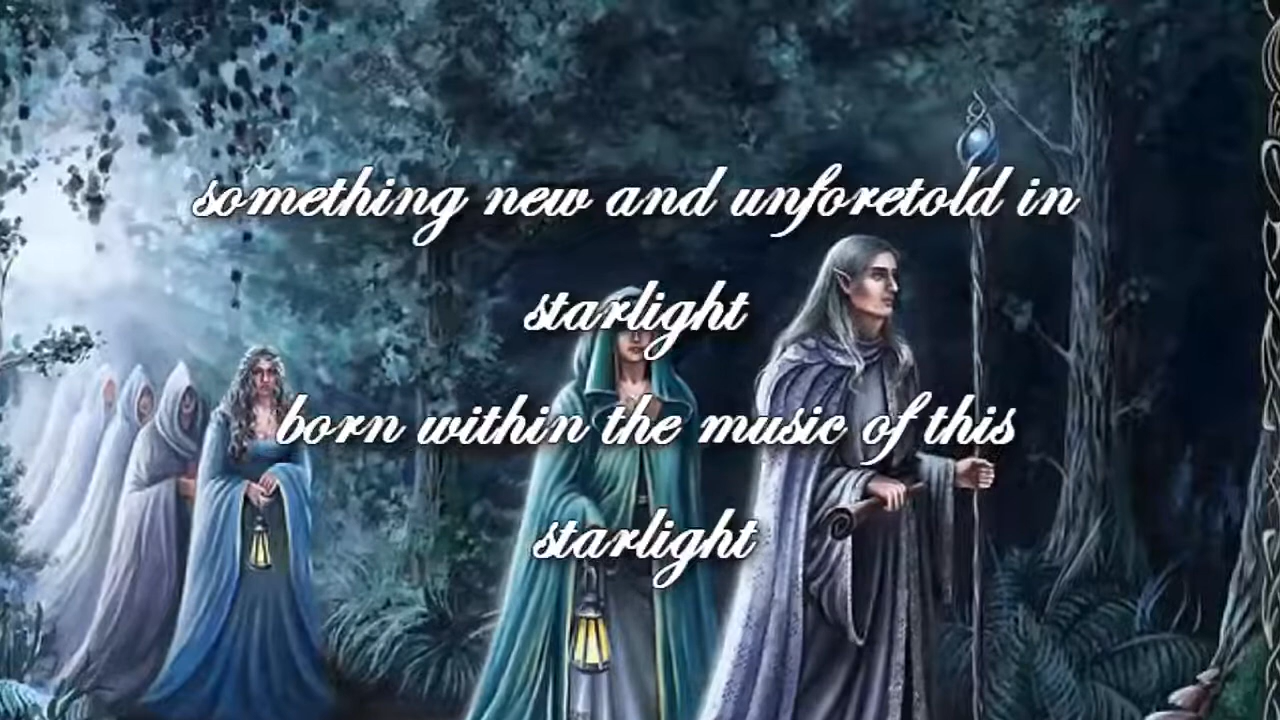 something new and unforetold in
starlight
born within the music of this
starlight